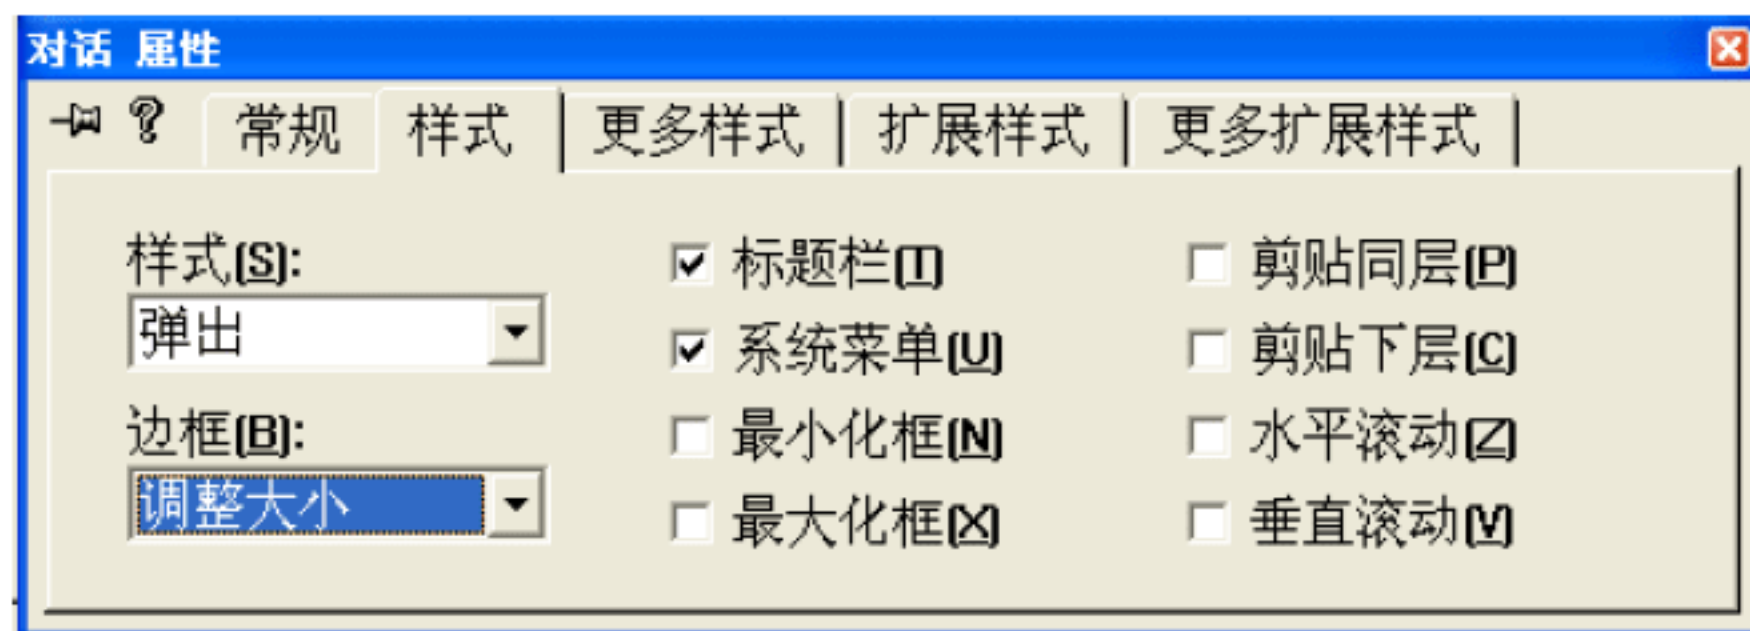 对话 属性
? 常规 样式 更多样式 扩展样式 更多扩展样式
样式(S): 标题栏(T) 剪贴同层(P)
弹出 系统菜单(U) 剪贴下层(C)
边框(B): 最小化框(N) 水平滚动(Z)
调整大小 最大化框(X) 垂直滚动(V)